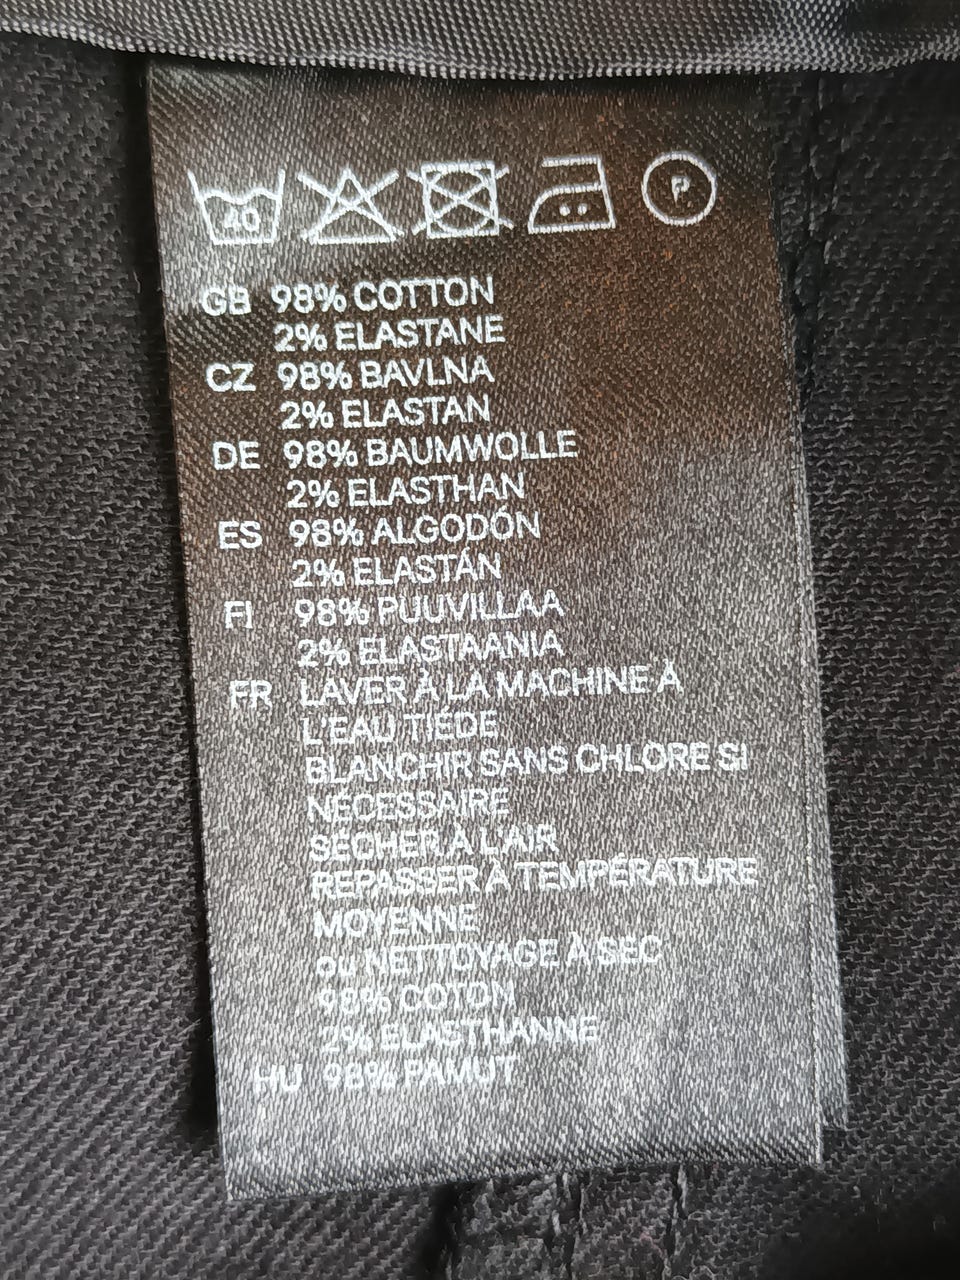 40 P
GB 98% COTTON
2% ELASTANE
CZ 98% BAVLNA
2% ELASTAN
DE 98% BAUMWOLLE
2% ELASTHAN
ES 98% ALGODÓN
2% ELASTÁN
FI 98% PUUVILLAA
2% ELASTAANIA
FR LAVER À LA MACHINE À
L'EAU TIÉDE
BLANCHIR SANS CHLORE SI
NÉCESSAIRE
SÉCHER À L'AIR
REPASSER À TEMPÉRATURE
MOYENNE
ou NETTOYAGE À SEC
98% COTON
2% ELASTHANNE
HU 98% PAMUT